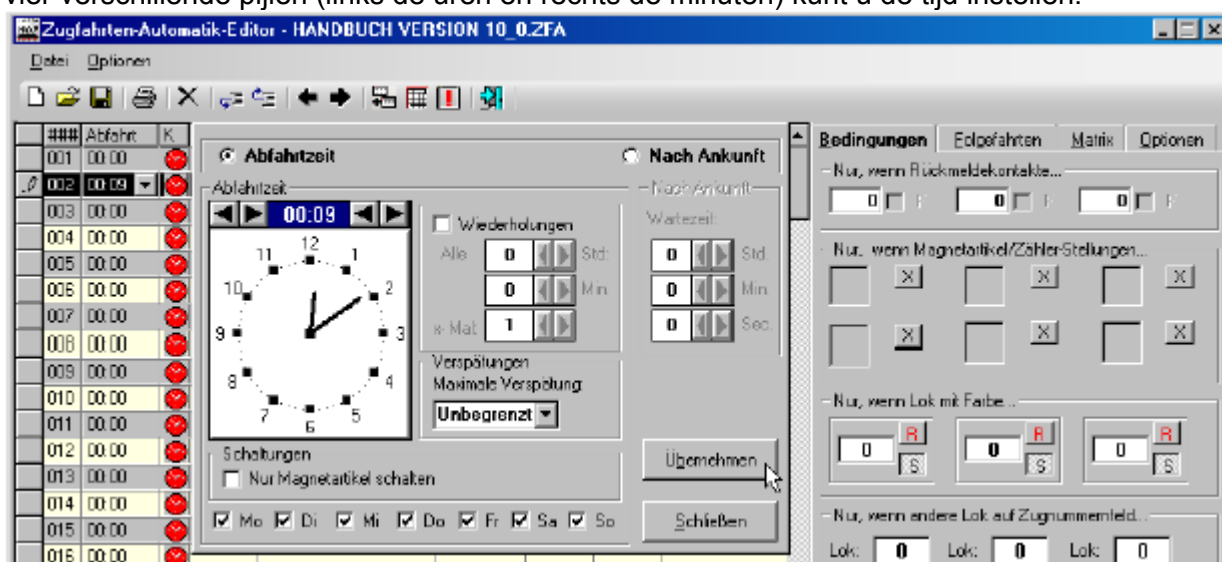 vier verschillende pijlen (links de uren en rechts de minuten) kunt u de tijd instellen.
Zugfahrten-Automatik-Editor - HANDBUCH VERSION 10_0.ZFA
Datei Optionen
### Abfahrt K
001 00:00
002 00:09
003 00:00
004 00:00
005 00:00
006 00:00
007 00:00
008 00:00
009 00:00
010 00:00
011 00:00
012 00:00
013 00:00
014 00:00
015 00:00
016 00:00
Abfahrtzeit
Nach Ankunft
Abfahrtzeit
00:09
12
1
2
3
4
5
6
7
8
9
10
11
Wiederholungen
Alle 0 Std:
0 Min
x- Mal: 1
Verspätungen
Maximale Verspätung:
Unbegrenzt
Nach Ankunft
Wartezeit:
0 Std.
0 Min
0 Sec.
Schaltungen
Nur Magnetartikel schalten
Mo Di Mi Do Fr Sa So
Übernehmen
Schließen
Bedingungen Folgefahrten Matrix Optionen
Nur, wenn Rückmeldekontakte...
0 F 0 F 0 F
Nur, wenn Magnetartikel/Zähler-Stellungen...
X X X
X X X
Nur, wenn Lok mit Farbe...
0 R S 0 R S 0 R S
Nur, wenn andere Lok auf Zugnummernfeld...
Lok: 0 Lok: 0 Lok: 0